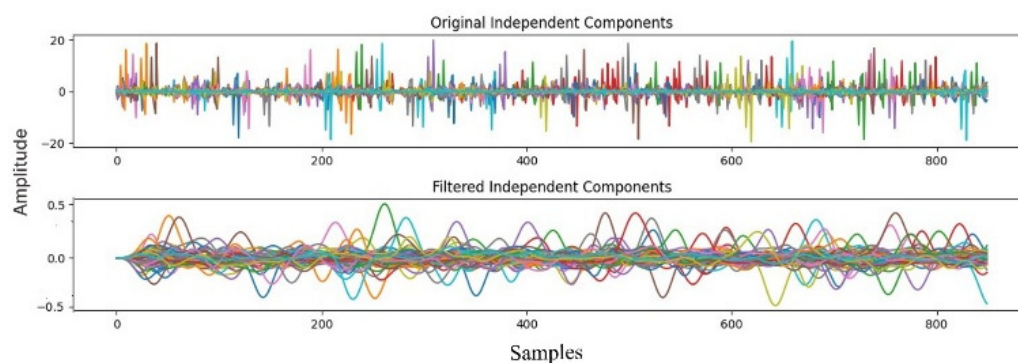 Original Independent Components
20
0
−20
0 200 400 600 800
Amplitude
Filtered Independent Components
0.5
0.0
−0.5
0 200 400 600 800
Samples